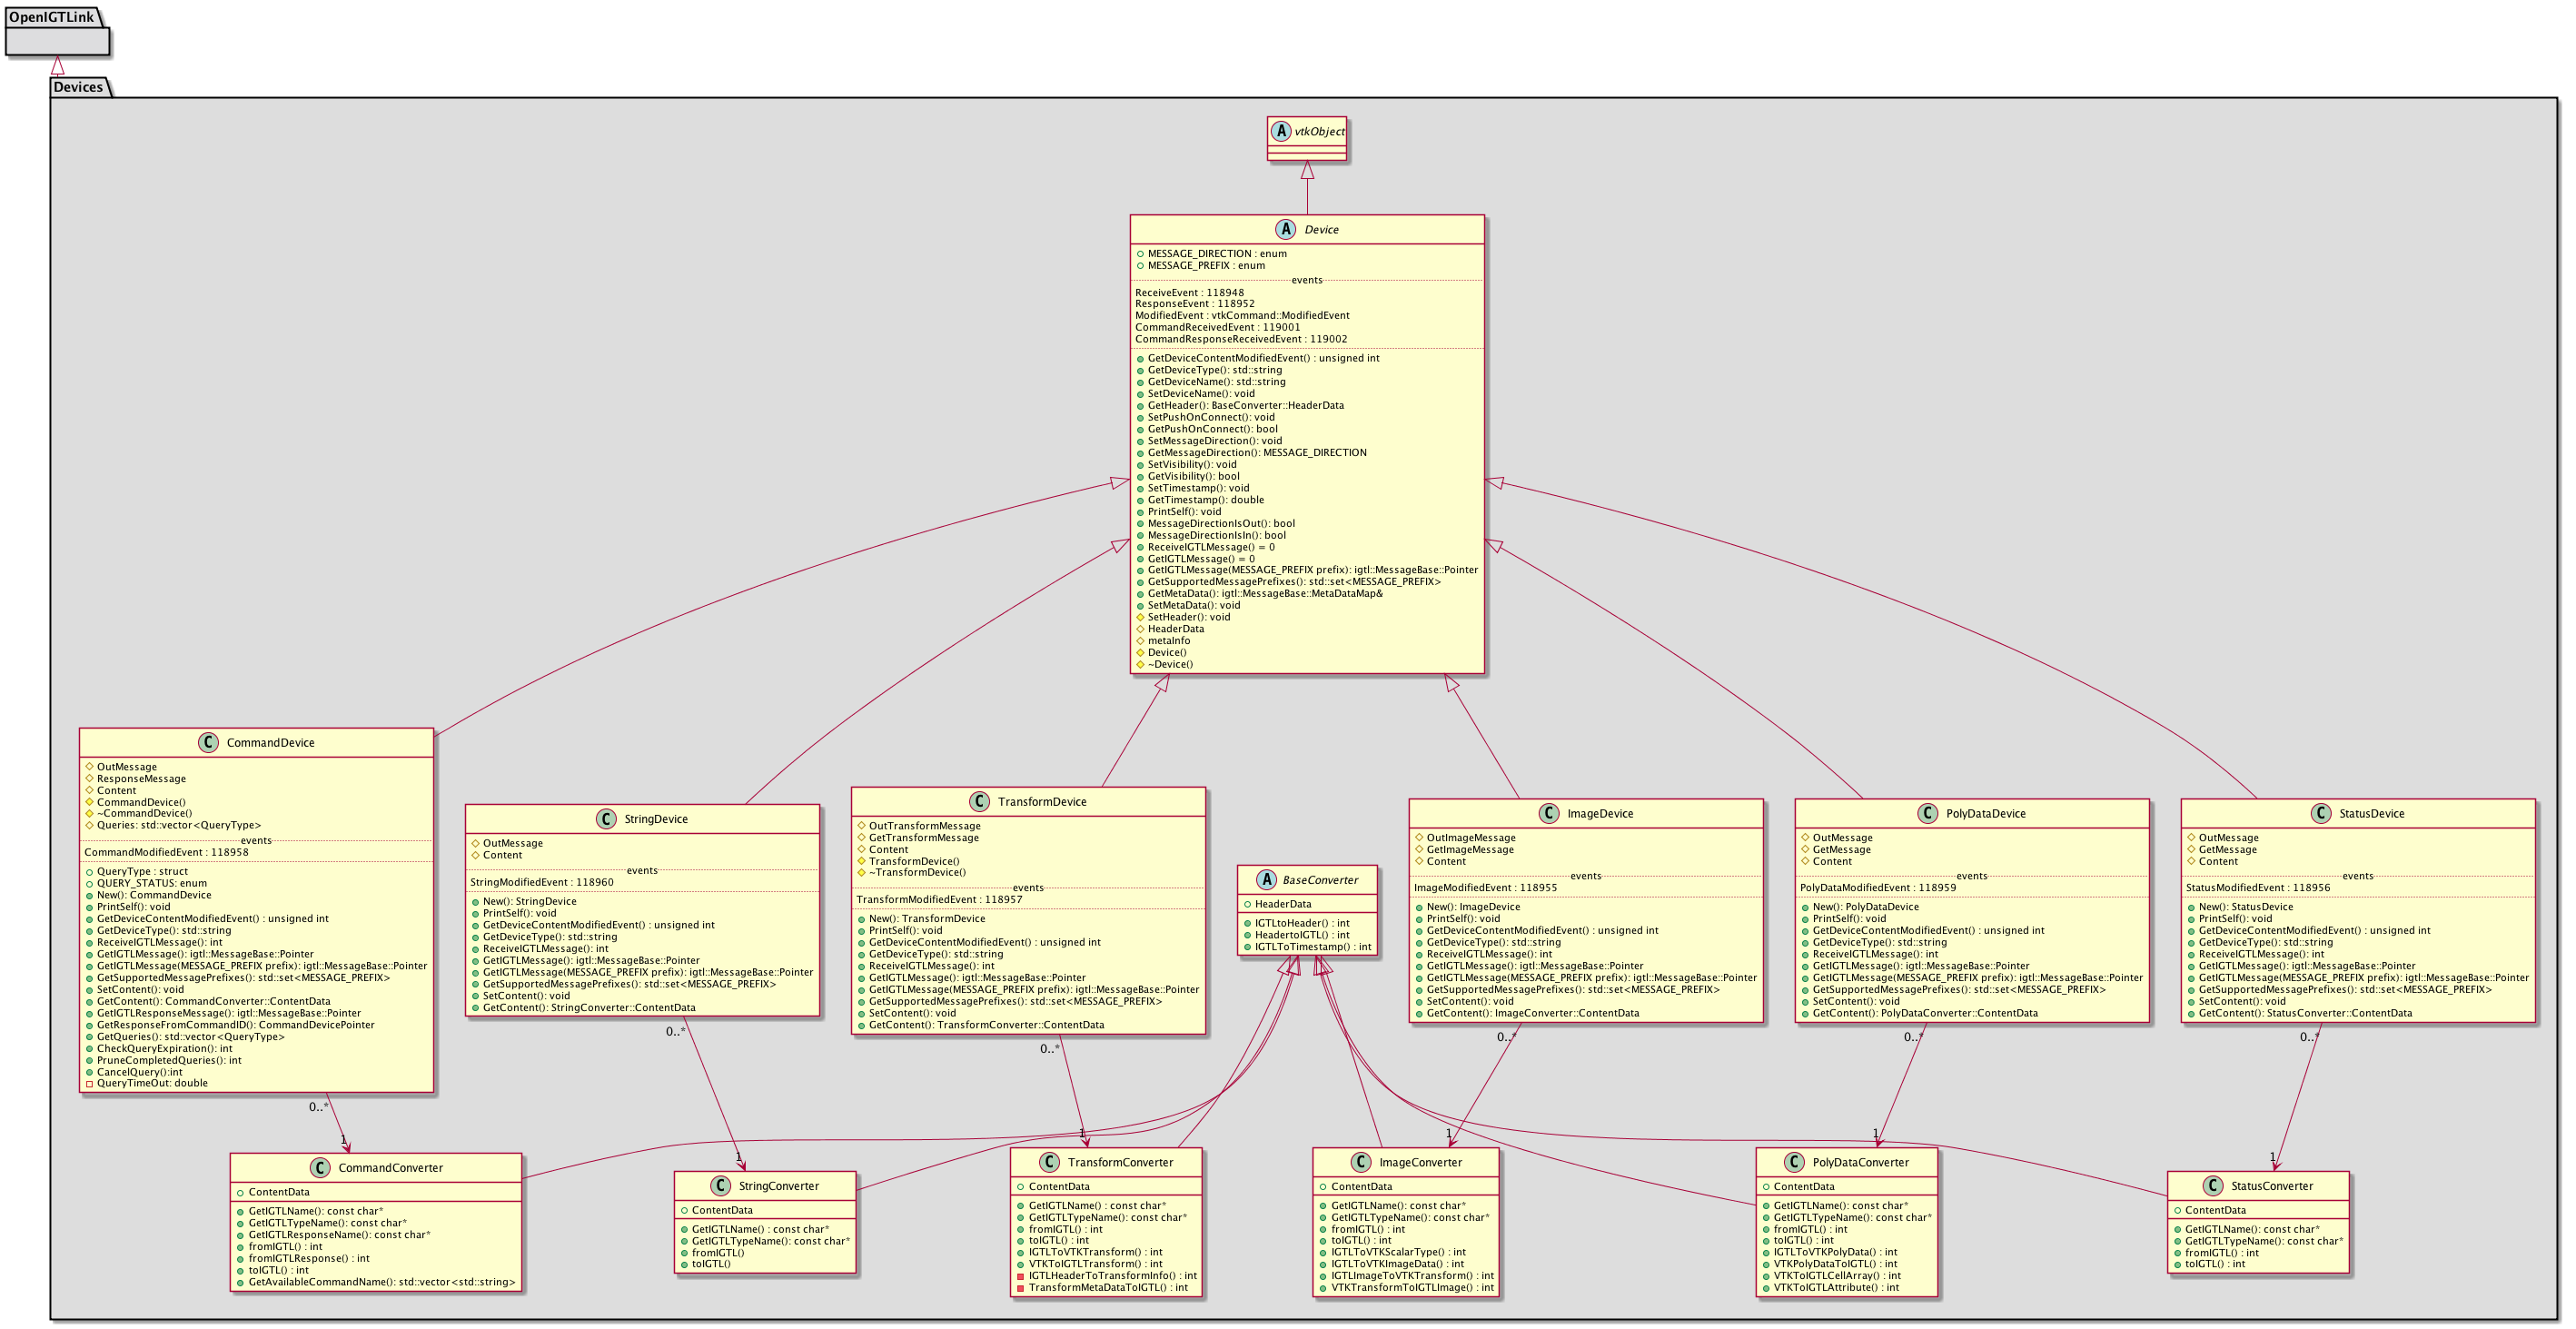 OpenIGTLink
Devices
A vtkObject
A Device
MESSAGE_DIRECTION : enum
MESSAGE_PREFIX : enum
events
ReceiveEvent : 118948
ResponseEvent : 118952
ModifiedEvent : vtkCommand::ModifiedEvent
CommandReceivedEvent : 119001
CommandResponseReceivedEvent : 119002
GetDeviceContentModifiedEvent() : unsigned int
GetDeviceType(): std::string
GetDeviceName(): std::string
SetDeviceName(): void
GetHeader(): BaseConverter::HeaderData
SetPushOnConnect(): void
GetPushOnConnect(): bool
SetMessageDirection(): void
GetMessageDirection(): MESSAGE_DIRECTION
SetVisibility(): void
GetVisibility(): bool
SetTimestamp(): void
GetTimestamp(): double
PrintSelf(): void
MessageDirectionIsOut(): bool
MessageDirectionIsIn(): bool
ReceiveIGTLMessage() = 0
GetIGTLMessage() = 0
GetIGTLMessage(MESSAGE_PREFIX prefix): igtl::MessageBase::Pointer
GetSupportedMessagePrefixes(): std::set<MESSAGE_PREFIX>
GetMetaData(): igtl::MessageBase::MetaDataMap&
SetMetaData(): void
SetHeader(): void
HeaderData
metaInfo
Device()
~Device()
C CommandDevice
OutMessage
ResponseMessage
Content
CommandDevice()
~CommandDevice()
Queries: std::vector<QueryType>
events
CommandModifiedEvent : 118958
QueryType : struct
QUERY_STATUS: enum
New(): CommandDevice
PrintSelf(): void
GetDeviceContentModifiedEvent() : unsigned int
GetDeviceType(): std::string
ReceiveIGTLMessage(): int
GetIGTLMessage(): igtl::MessageBase::Pointer
GetIGTLMessage(MESSAGE_PREFIX prefix): igtl::MessageBase::Pointer
GetSupportedMessagePrefixes(): std::set<MESSAGE_PREFIX>
SetContent(): void
GetContent(): CommandConverter::ContentData
GetIGTLResponseMessage(): igtl::MessageBase::Pointer
GetResponseFromCommandID(): CommandDevicePointer
GetQueries(): std::vector<QueryType>
CheckQueryExpiration(): int
PruneCompletedQueries(): int
CancelQuery():int
QueryTimeOut: double
C StringDevice
OutMessage
Content
events
StringModifiedEvent : 118960
New(): StringDevice
PrintSelf(): void
GetDeviceContentModifiedEvent() : unsigned int
GetDeviceType(): std::string
ReceiveIGTLMessage(): int
GetIGTLMessage(): igtl::MessageBase::Pointer
GetIGTLMessage(MESSAGE_PREFIX prefix): igtl::MessageBase::Pointer
GetSupportedMessagePrefixes(): std::set<MESSAGE_PREFIX>
SetContent(): void
GetContent(): StringConverter::ContentData
C TransformDevice
OutTransformMessage
GetTransformMessage
Content
TransformDevice()
~TransformDevice()
events
TransformModifiedEvent : 118957
New(): TransformDevice
PrintSelf(): void
GetDeviceContentModifiedEvent() : unsigned int
GetDeviceType(): std::string
ReceiveIGTLMessage(): int
GetIGTLMessage(): igtl::MessageBase::Pointer
GetIGTLMessage(MESSAGE_PREFIX prefix): igtl::MessageBase::Pointer
GetSupportedMessagePrefixes(): std::set<MESSAGE_PREFIX>
SetContent(): void
GetContent(): TransformConverter::ContentData
A BaseConverter
HeaderData
IGTLtoHeader() : int
HeadertoIGTL() : int
IGTLToTimestamp() : int
C ImageDevice
OutImageMessage
GetImageMessage
Content
events
ImageModifiedEvent : 118955
New(): ImageDevice
PrintSelf(): void
GetDeviceContentModifiedEvent() : unsigned int
GetDeviceType(): std::string
ReceiveIGTLMessage(): int
GetIGTLMessage(): igtl::MessageBase::Pointer
GetIGTLMessage(MESSAGE_PREFIX prefix): igtl::MessageBase::Pointer
GetSupportedMessagePrefixes(): std::set<MESSAGE_PREFIX>
SetContent(): void
GetContent(): ImageConverter::ContentData
C PolyDataDevice
OutMessage
GetMessage
Content
events
PolyDataModifiedEvent : 118959
New(): PolyDataDevice
PrintSelf(): void
GetDeviceContentModifiedEvent() : unsigned int
GetDeviceType(): std::string
ReceiveIGTLMessage(): int
GetIGTLMessage(): igtl::MessageBase::Pointer
GetIGTLMessage(MESSAGE_PREFIX prefix): igtl::MessageBase::Pointer
GetSupportedMessagePrefixes(): std::set<MESSAGE_PREFIX>
SetContent(): void
GetContent(): PolyDataConverter::ContentData
C StatusDevice
OutMessage
GetMessage
Content
events
StatusModifiedEvent : 118956
New(): StatusDevice
PrintSelf(): void
GetDeviceContentModifiedEvent() : unsigned int
GetDeviceType(): std::string
ReceiveIGTLMessage(): int
GetIGTLMessage(): igtl::MessageBase::Pointer
GetIGTLMessage(MESSAGE_PREFIX prefix): igtl::MessageBase::Pointer
GetSupportedMessagePrefixes(): std::set<MESSAGE_PREFIX>
SetContent(): void
GetContent(): StatusConverter::ContentData
0..*
1
0..*
1
0..*
1
0..*
1
0..*
1
0..*
1
C CommandConverter
ContentData
GetIGTLName(): const char*
GetIGTLTypeName(): const char*
GetIGTLResponseName(): const char*
fromIGTL() : int
fromIGTLResponse() : int
toIGTL() : int
GetAvailableCommandName(): std::vector<std::string>
C StringConverter
ContentData
GetIGTLName() : const char*
GetIGTLTypeName(): const char*
fromIGTL()
toIGTL()
C TransformConverter
ContentData
GetIGTLName() : const char*
GetIGTLTypeName(): const char*
fromIGTL() : int
toIGTL() : int
IGTLToVTKTransform() : int
VTKToIGTLTransform() : int
IGTLHeaderToTransformInfo() : int
TransformMetaDataToIGTL() : int
C ImageConverter
ContentData
GetIGTLName(): const char*
GetIGTLTypeName(): const char*
fromIGTL() : int
toIGTL() : int
IGTLToVTKScalarType() : int
IGTLToVTKImageData() : int
IGTLImageToVTKTransform() : int
VTKTransformToIGTLImage() : int
C PolyDataConverter
ContentData
GetIGTLName(): const char*
GetIGTLTypeName(): const char*
fromIGTL() : int
toIGTL() : int
IGTLToVTKPolyData() : int
VTKPolyDataToIGTL() : int
VTKToIGTLCellArray() : int
VTKToIGTLAttribute() : int
C StatusConverter
ContentData
GetIGTLName(): const char*
GetIGTLTypeName(): const char*
fromIGTL() : int
toIGTL() : int